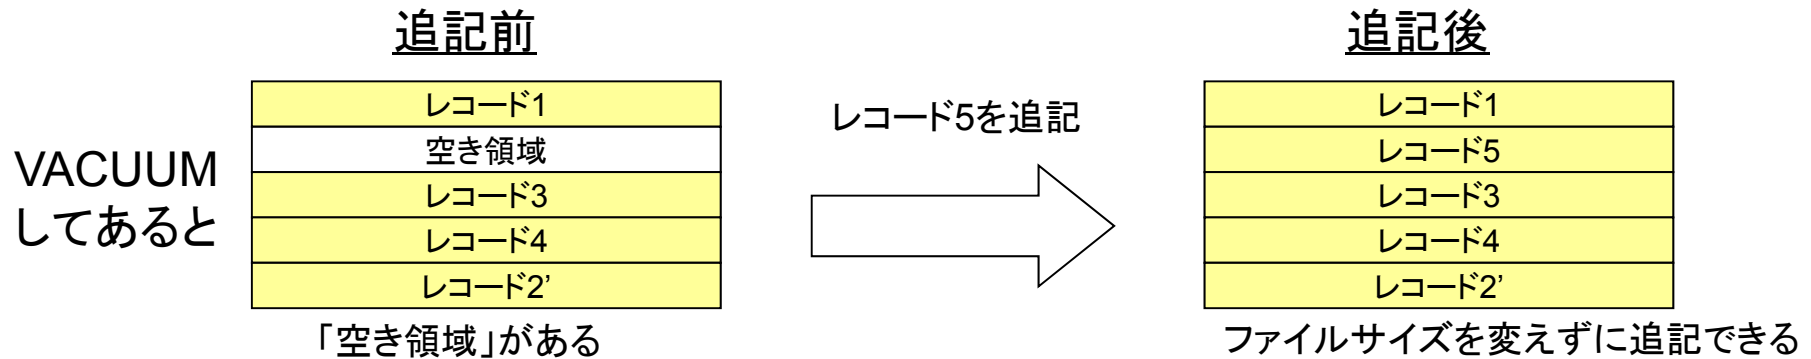 追記前
追記後
VACUUM
してあると
レコード1
空き領域
レコード3
レコード4
レコード2’
「空き領域」がある
レコード5を追記
レコード1
レコード5
レコード3
レコード4
レコード2’
ファイルサイズを変えずに追記できる